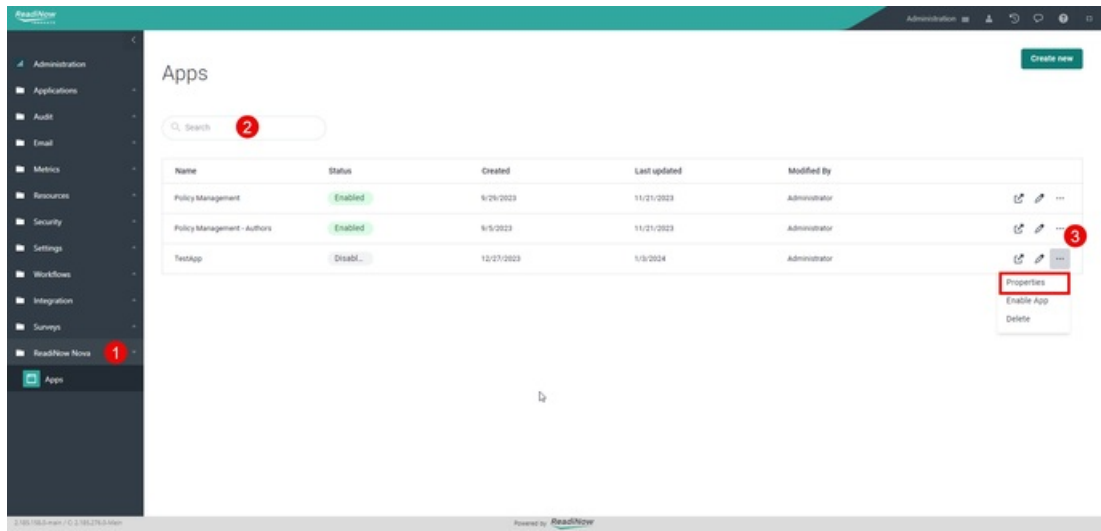 ReadiNow
Administration
Administration
Applications
Audit
Email
Metrics
Resources
Security
Settings
Workflows
Integration
Surveys
ReadiNow Nova 1
Apps
Apps
Create new
Search 2
Name Status Created Last updated Modified By
Policy Management Enabled 9/29/2023 11/21/2023 Administrator
Policy Management - Authors Enabled 9/5/2023 11/21/2023 Administrator
3
TestApp Disabl... 12/27/2023 1/3/2024 Administrator
Properties
Enable App
Delete
Powered by ReadiNow